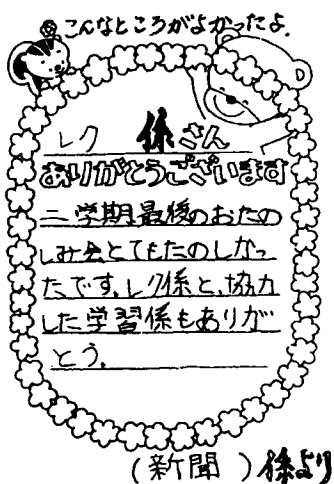 こんなところがよかったよ.
レク 係さん
ありがとうございます
二学期最後のおたの
しみ会とてもたのしかっ
たです。レク係と、協力
した学習係もありが
とう.
(新聞)係より